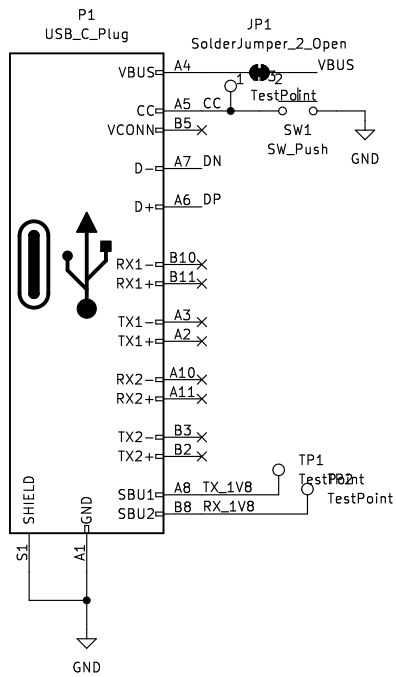 P1
USB_C_Plug
JP1
SolderJumper_2_Open
VBUS A4
VBUS
1 2
TestPoint
CC A5 CC
VCONN B5
SW1
SW_Push
GND
D- A7 DN
D+ A6 DP
RX1- B10
RX1+ B11
TX1- A3
TX1+ A2
RX2- A10
RX2+ A11
TX2- B3
TX2+ B2
TP1
TestPoint
TP2
TestPoint
SBU1 A8 TX_1V8
SBU2 B8 RX_1V8
SHIELD
GND
S1
A1
GND